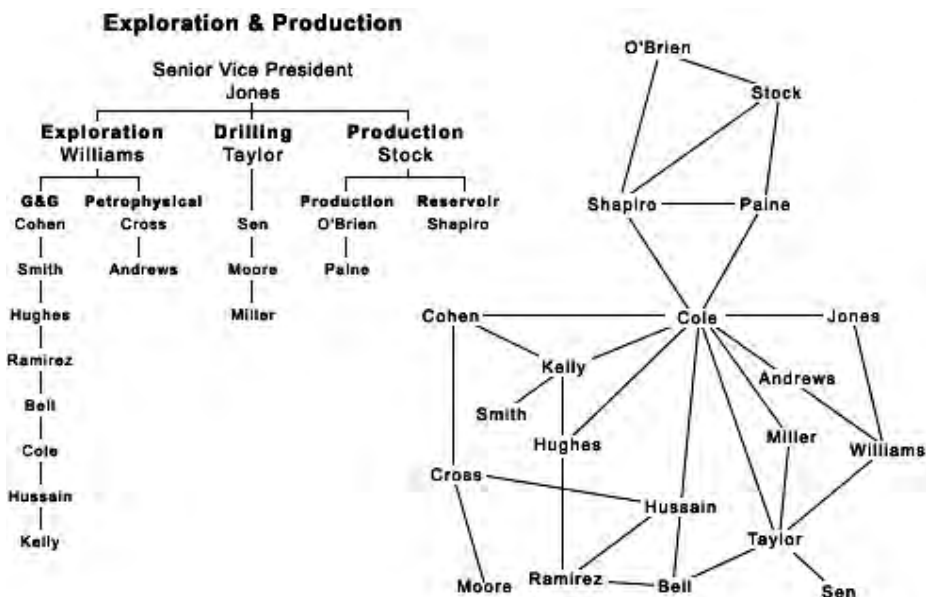 Exploration & Production
Senior Vice President
Jones
Exploration Drilling Production
Williams Taylor Stock
G&G Petrophysical Production Reservoir
Cohen Cross Sen O'Brien Shapiro
Smith Andrews Moore Paine
Hughes Miller
Ramirez
Bell
Cole
Hussain
Kelly
O'Brien
Stock
Shapiro Paine
Cohen Cole Jones
Kelly Andrews
Smith
Hughes Miller Williams
Cross
Hussain
Taylor
Moore Ramirez Bell Sen